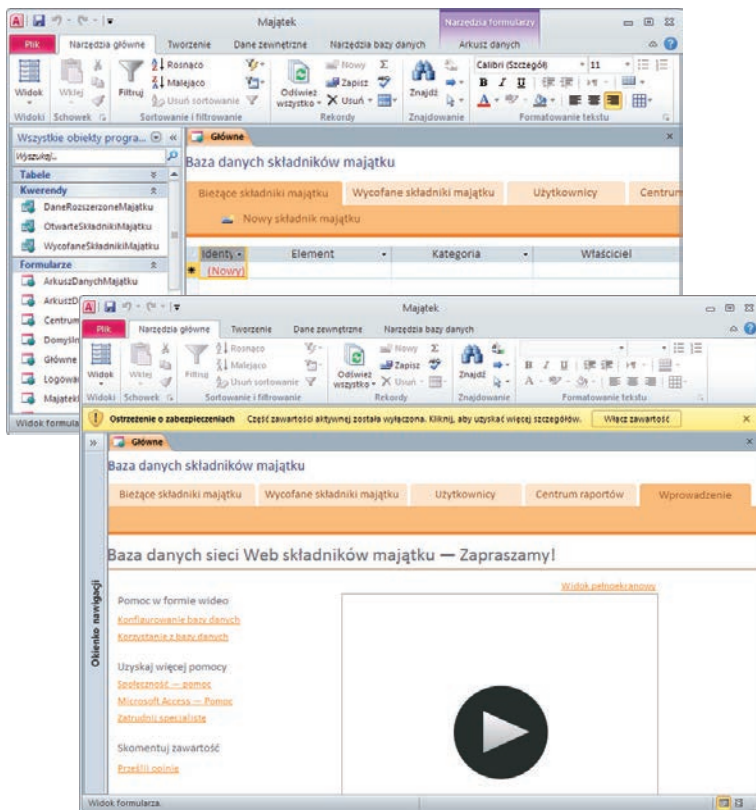 Majątek
Narzędzia formularzy
Plik Narzędzia główne Tworzenie Dane zewnętrzne Narzędzia bazy danych Arkusz danych
Widok
Wklej
Filtruj
Rosnąco
Malejąco
Usuń sortowanie
Odśwież wszystko
Nowy
Zapisz
Usuń
Znajdź
Calibri (Szczegół) 11
B I U
Widoki Schowek Sortowanie i filtrowanie Rekordy Znajdowanie Formatowanie tekstu
Wszystkie obiekty progra...
Wyszukaj...
Tabele
Kwerendy
DaneRozszerzoneMajatku
OtwarteSkładnikiMajatku
WycofaneSkładnikiMajatku
Formularze
ArkuszDanychMajatku
ArkuszD
Centrum
Domyśln
Główne
Logowa
Widok formula
Główne
Baza danych składników majątku
Bieżące składniki majątku Wycofane składniki majątku Użytkownicy Centrum
Nowy składnik majątku
Identy Element Kategoria Właściciel
(Nowy)
Majątek
Plik Narzędzia główne Tworzenie Dane zewnętrzne Narzędzia bazy danych
Widok
Wklej
Filtruj
Rosnąco
Malejąco
Usuń sortowanie
Odśwież wszystko
Nowy
Zapisz
Usuń
Znajdź
B I U
Widoki Schowek Sortowanie i filtrowanie Rekordy Znajdowanie Formatowanie tekstu
Ostrzeżenie o zabezpieczeniach Część zawartości aktywnej została wyłączona. Kliknij, aby uzyskać więcej szczegółów. Włącz zawartość
Główne
Okienko nawigacji
Baza danych składników majątku
Bieżące składniki majątku Wycofane składniki majątku Użytkownicy Centrum raportów Wprowadzenie
Baza danych sieci Web składników majątku — Zapraszamy!
Widok pełnoekranowy
Pomoc w formie wideo
Konfigurowanie bazy danych
Korzystanie z bazy danych
Uzyskaj więcej pomocy
Społeczność — pomoc
Microsoft Access — Pomoc
Zatrudnij specjalistę
Skomentuj zawartość
Prześlij opinię
Widok formularza.